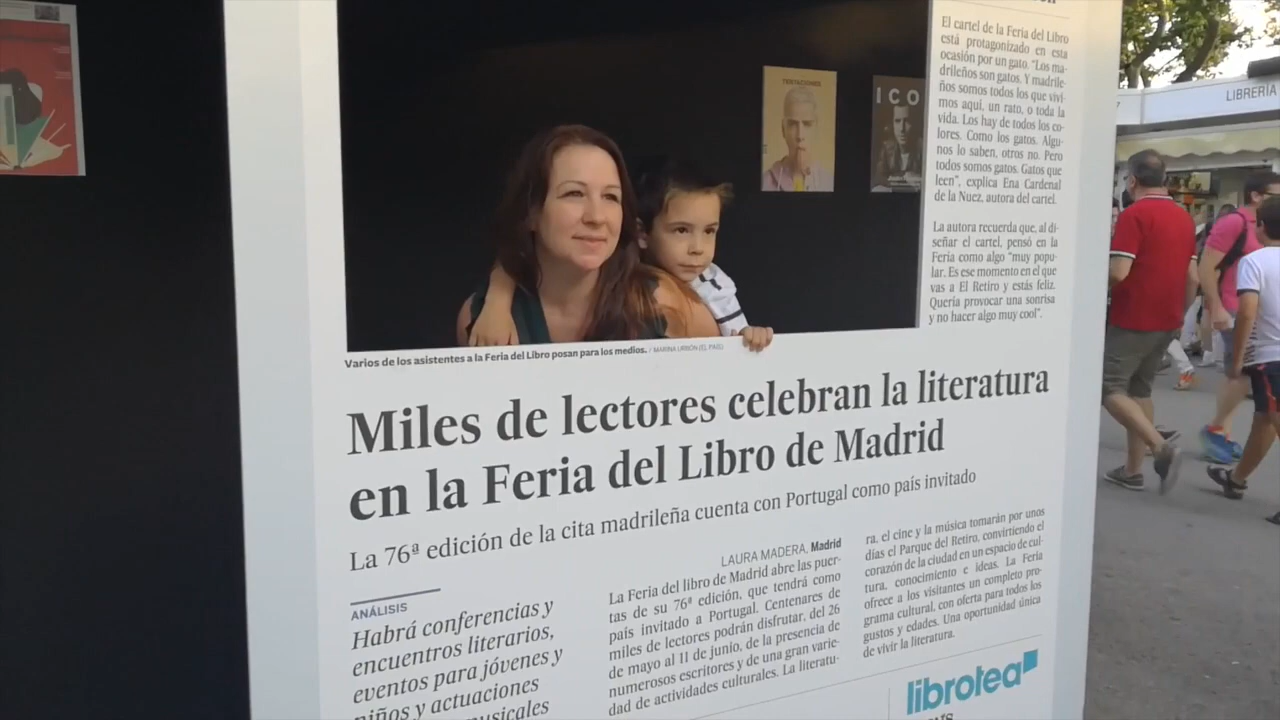 TENTACIONES
ICO
LIBRERÍA
El cartel de la Feria del Libro
está protagonizado en esta
ocasión por un gato. “Los ma-
drileños son gatos. Y madrile-
ños somos todos los que vivi-
mos aquí, un rato, o toda la
vida. Los hay de todos los co-
lores. Como los gatos. Algu-
nos lo saben, otros no. Pero
todos somos gatos. Gatos que
leen”, explica Ena Cardenal
de la Nuez, autora del cartel.
La autora recuerda que, al di-
señar el cartel, pensó en la
Feria como algo “muy popu-
lar. Es ese momento en el que
vas a El Retiro y estás feliz.
Quería provocar una sonrisa
y no hacer algo muy cool”.
Varios de los asistentes a la Feria del Libro posan para los medios. / MARINA URBÓN (EL PAÍS)
Miles de lectores celebran la literatura
en la Feria del Libro de Madrid
La 76ª edición de la cita madrileña cuenta con Portugal como país invitado
ANÁLISIS
Habrá conferencias y
encuentros literarios,
eventos para jóvenes y
niños y actuaciones
musicales
LAURA MADERA, Madrid
La Feria del libro de Madrid abre las puer-
tas de su 76ª edición, que tendrá como
país invitado a Portugal. Centenares de
miles de lectores podrán disfrutar, del 26
de mayo al 11 de junio, de la presencia de
numerosos escritores y de una gran varie-
dad de actividades culturales. La literatu-
ra, el cine y la música tomarán por unos
días el Parque del Retiro, convirtiendo el
corazón de la ciudad en un espacio de cul-
tura, conocimiento e ideas. La Feria
ofrece a los visitantes un completo pro-
grama cultural, con oferta para todos los
gustos y edades. Una oportunidad única
de vivir la literatura.
librotea